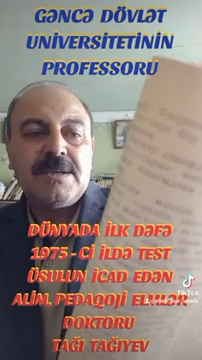 GƏNCƏ DÖVLƏT
UNİVERSİTETİNİN
PROFESSORU
DÜNYADA İLK DƏFƏ
1975 - Cİ İLDƏ TEST
ÜSULUN İCAD EDƏN
ALİM, PEDAQOJİ ELMLƏR
DOKTORU
TAĞI TAĞIYEV
TikTok